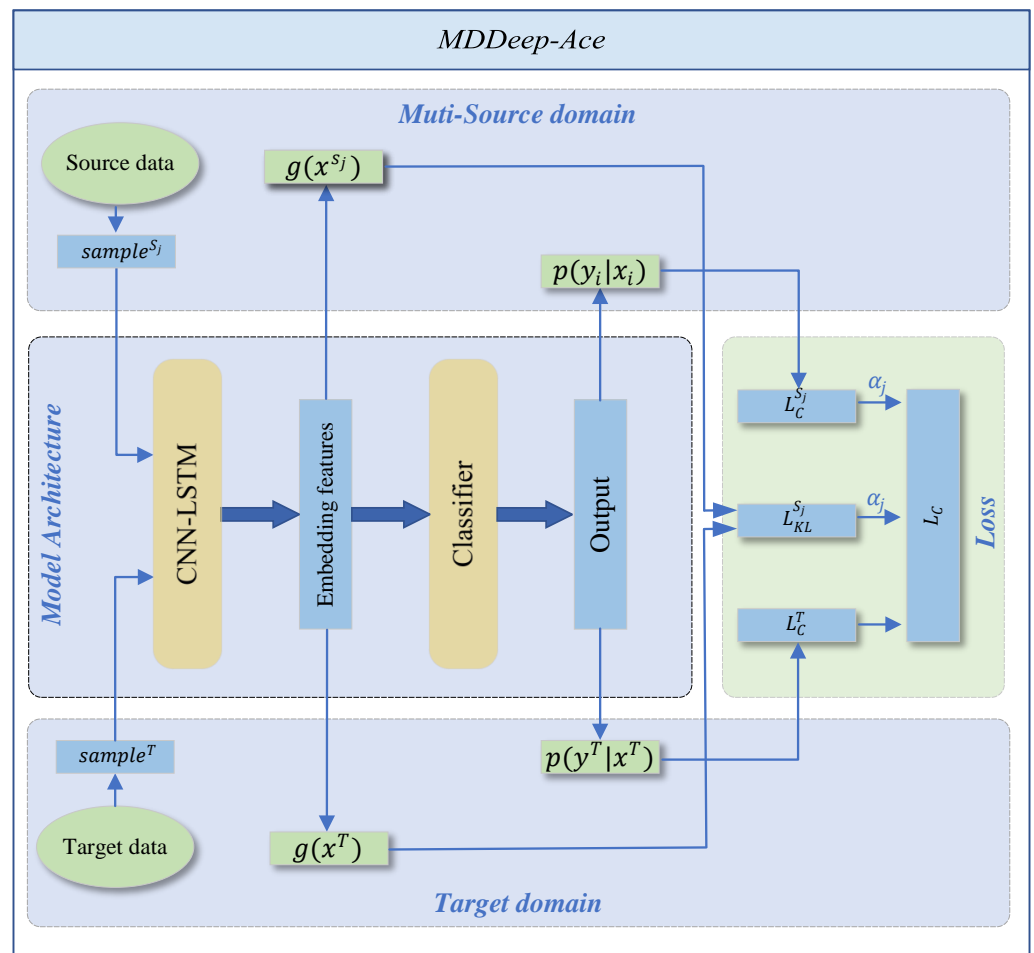 MDDeep-Ace
Muti-Source domain
Source data
g(x^{S_j})
sample^{S_j}
p(y_i|x_i)
Model Architecture
CNN-LSTM
Embedding features
Classifier
Output
L_C^{S_j}
α_j
L_{KL}^{S_j}
α_j
L_C^T
L_C
Loss
sample^T
p(y^T|x^T)
Target data
g(x^T)
Target domain